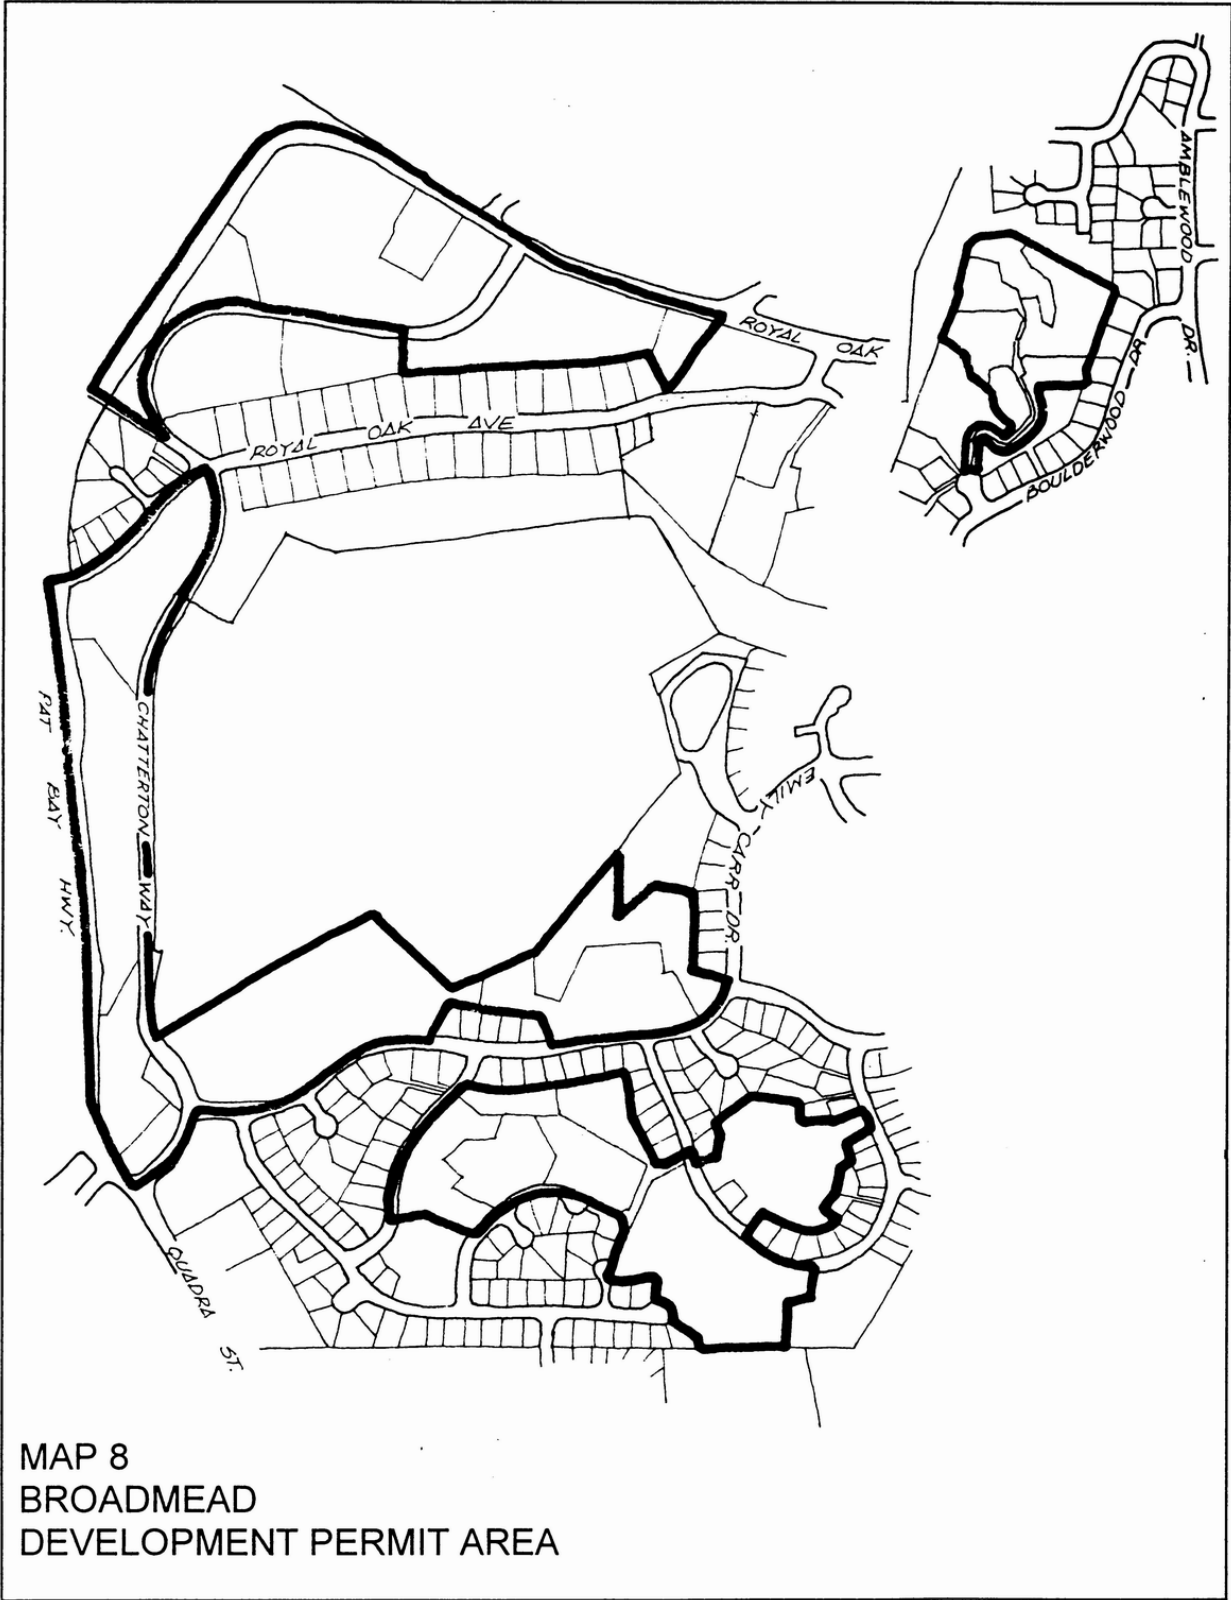 AMBLEWOOD DR.
ROYAL OAK
BOULDERWOOD DR.
ROYAL OAK AVE
PAT BAY HWY.
CHATTERTON WAY
EMILY CARR DR.
QUADRA ST.
MAP 8
BROADMEAD
DEVELOPMENT PERMIT AREA